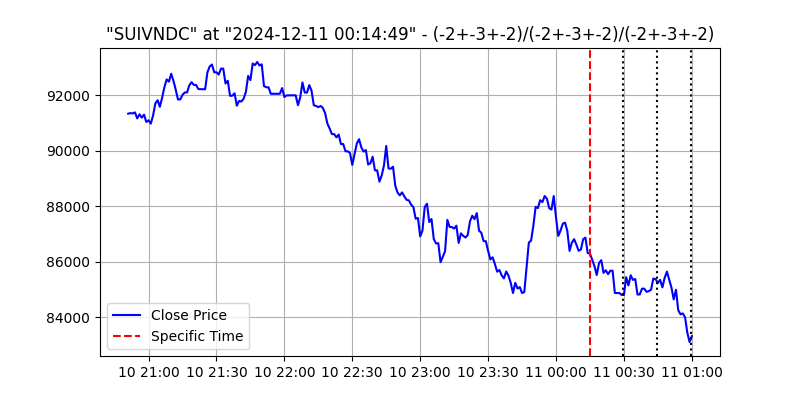 "SUIVNDC" at "2024-12-11 00:14:49" - (-2+-3+-2)/(-2+-3+-2)/(-2+-3+-2)
92000
90000
88000
86000
84000
Close Price
Specific Time
10 21:00 10 21:30 10 22:00 10 22:30 10 23:00 10 23:30 11 00:00 11 00:30 11 01:00